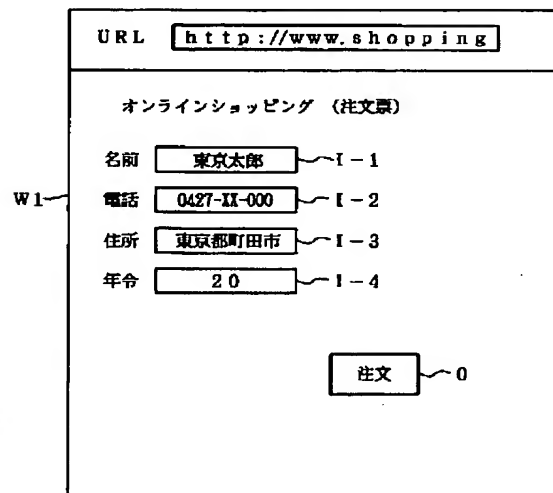 URL http://www.shopping
オンラインショッピング (注文票)
名前 東京太郎 I-1
W1 電話 0427-XX-000 I-2
住所 東京都町田市 I-3
年令 20 I-4
注文 O